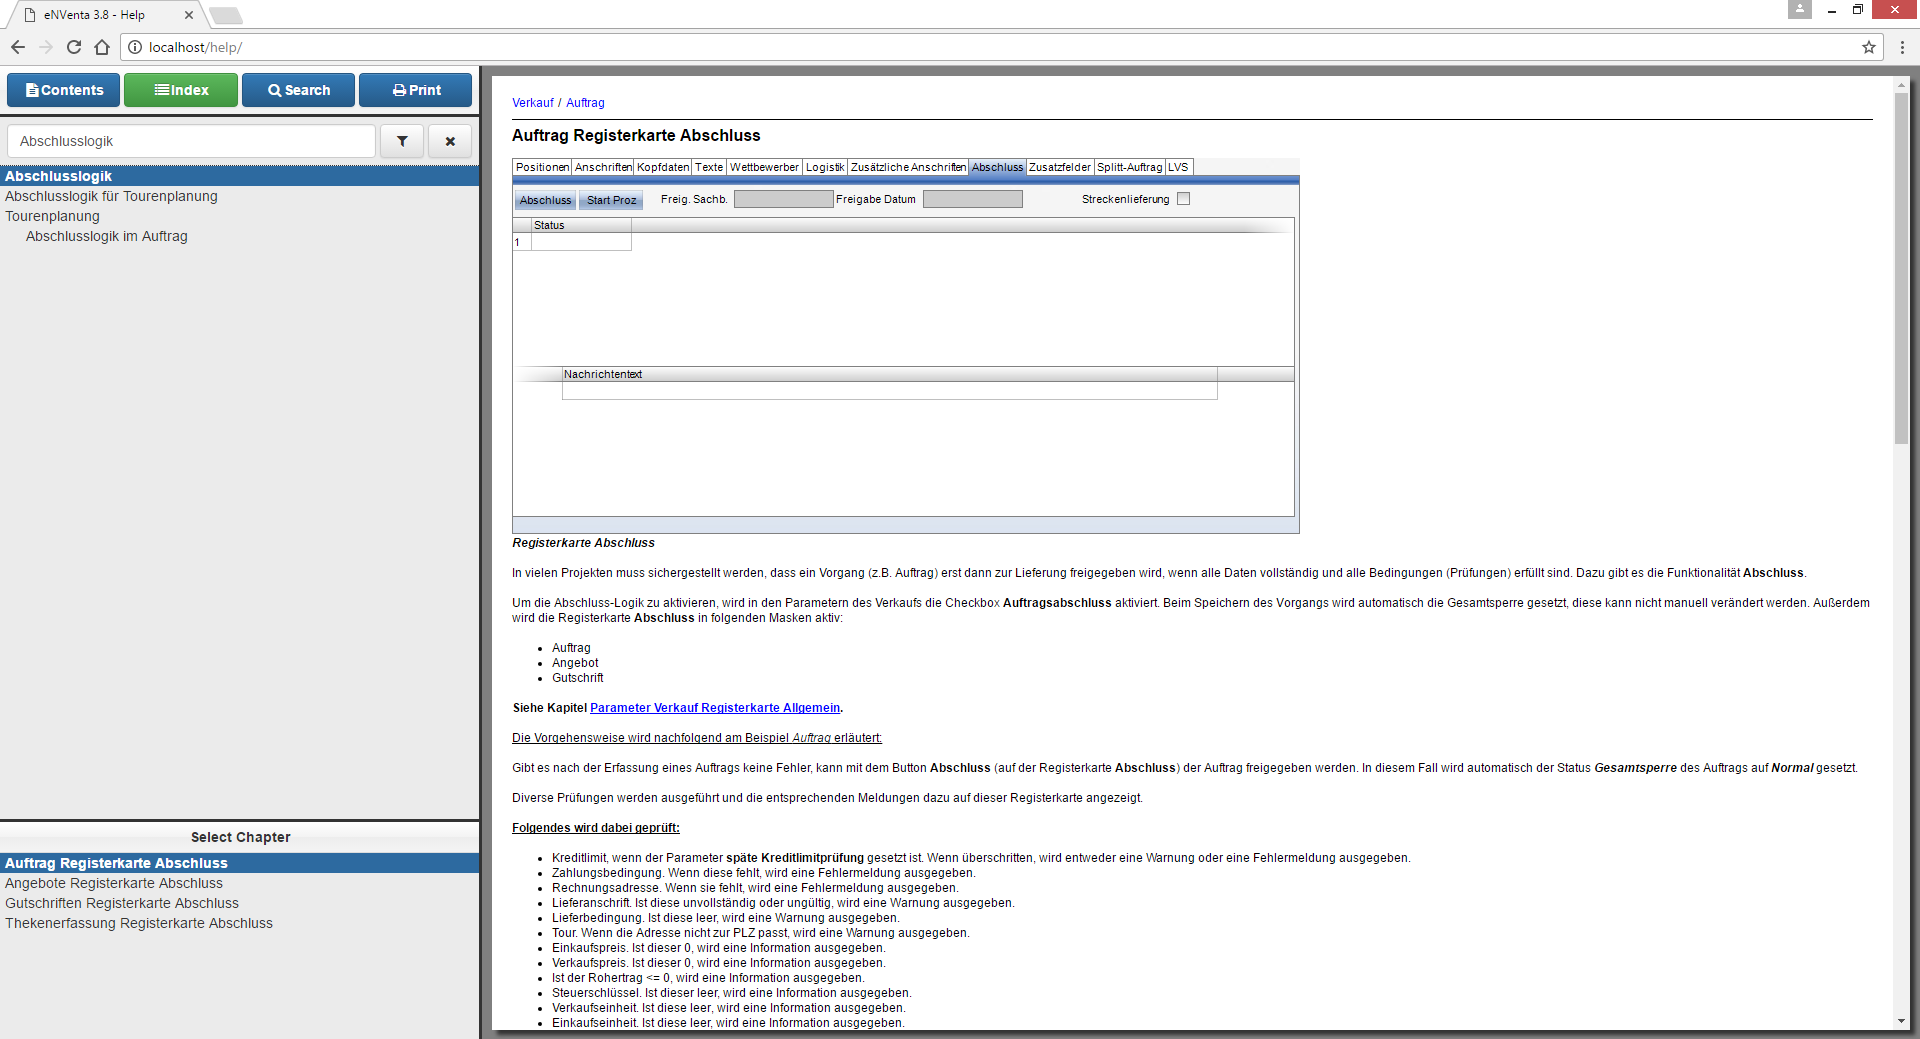 eNVenta 3.8 - Help
localhost/help/
Contents
Index
Search
Print
Abschlusslogik
Abschlusslogik
Abschlusslogik für Tourenplanung
Tourenplanung
Abschlusslogik im Auftrag
Select Chapter
Auftrag Registerkarte Abschluss
Angebote Registerkarte Abschluss
Gutschriften Registerkarte Abschluss
Thekenerfassung Registerkarte Abschluss
Verkauf / Auftrag
Auftrag Registerkarte Abschluss
Positionen Anschriften Kopfdaten Texte Wettbewerber Logistik Zusätzliche Anschriften Abschluss Zusatzfelder Splitt-Auftrag LVS
Abschluss Start Proz Freig. Sachb. Freigabe Datum Streckenlieferung
Status
1
Nachrichtentext
Registerkarte Abschluss
In vielen Projekten muss sichergestellt werden, dass ein Vorgang (z.B. Auftrag) erst dann zur Lieferung freigegeben wird, wenn alle Daten vollständig und alle Bedingungen (Prüfungen) erfüllt sind. Dazu gibt es die Funktionalität Abschluss.
Um die Abschluss-Logik zu aktivieren, wird in den Parametern des Verkaufs die Checkbox Auftragsabschluss aktiviert. Beim Speichern des Vorgangs wird automatisch die Gesamtsperre gesetzt, diese kann nicht manuell verändert werden. Außerdem
wird die Registerkarte Abschluss in folgenden Masken aktiv:
• Auftrag
• Angebot
• Gutschrift
Siehe Kapitel Parameter Verkauf Registerkarte Allgemein.
Die Vorgehensweise wird nachfolgend am Beispiel Auftrag erläutert:
Gibt es nach der Erfassung eines Auftrags keine Fehler, kann mit dem Button Abschluss (auf der Registerkarte Abschluss) der Auftrag freigegeben werden. In diesem Fall wird automatisch der Status Gesamtsperre des Auftrags auf Normal gesetzt.
Diverse Prüfungen werden ausgeführt und die entsprechenden Meldungen dazu auf dieser Registerkarte angezeigt.
Folgendes wird dabei geprüft:
• Kreditlimit, wenn der Parameter späte Kreditlimitprüfung gesetzt ist. Wenn überschritten, wird entweder eine Warnung oder eine Fehlermeldung ausgegeben.
• Zahlungsbedingung. Wenn diese fehlt, wird eine Fehlermeldung ausgegeben.
• Rechnungsadresse. Wenn sie fehlt, wird eine Fehlermeldung ausgegeben.
• Lieferanschrift. Ist diese unvollständig oder ungültig, wird eine Warnung ausgegeben.
• Lieferbedingung. Ist diese leer, wird eine Warnung ausgegeben.
• Tour. Wenn die Adresse nicht zur PLZ passt, wird eine Warnung ausgegeben.
• Einkaufspreis. Ist dieser 0, wird eine Information ausgegeben.
• Verkaufspreis. Ist dieser 0, wird eine Information ausgegeben.
• Ist der Rohertrag <= 0, wird eine Information ausgegeben.
• Steuerschlüssel. Ist dieser leer, wird eine Information ausgegeben.
• Verkaufseinheit. Ist diese leer, wird eine Information ausgegeben.
• Einkaufseinheit. Ist diese leer, wird eine Information ausgegeben.